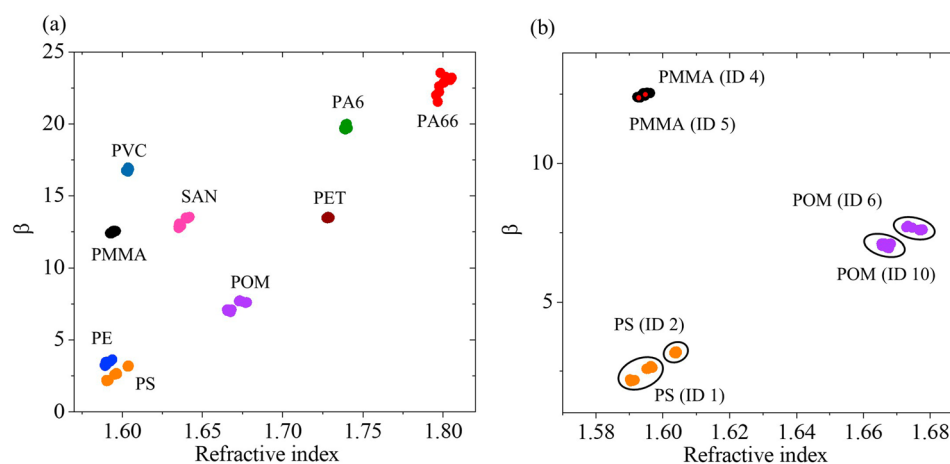 (a)
25
20
15
10
5
0
β
PA66
PA6
PVC
SAN
PET
PMMA
POM
PE
PS
1.60
1.65
1.70
1.75
1.80
Refractive index
(b)
10
5
β
PMMA (ID 4)
PMMA (ID 5)
POM (ID 6)
POM (ID 10)
PS (ID 2)
PS (ID 1)
1.58
1.60
1.62
1.64
1.66
1.68
Refractive index